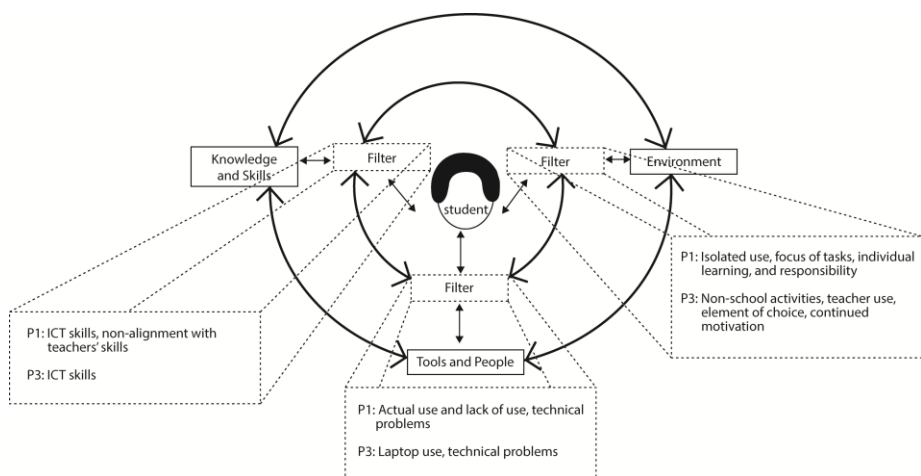 Knowledge
and Skills
Filter
student
Filter
Environment
Filter
Tools and People
P1: Isolated use, focus of tasks, individual
learning, and responsibility
P3: Non-school activities, teacher use,
element of choice, continued
motivation
P1: ICT skills, non-alignment with
teachers' skills
P3: ICT skills
P1: Actual use and lack of use, technical
problems
P3: Laptop use, technical problems